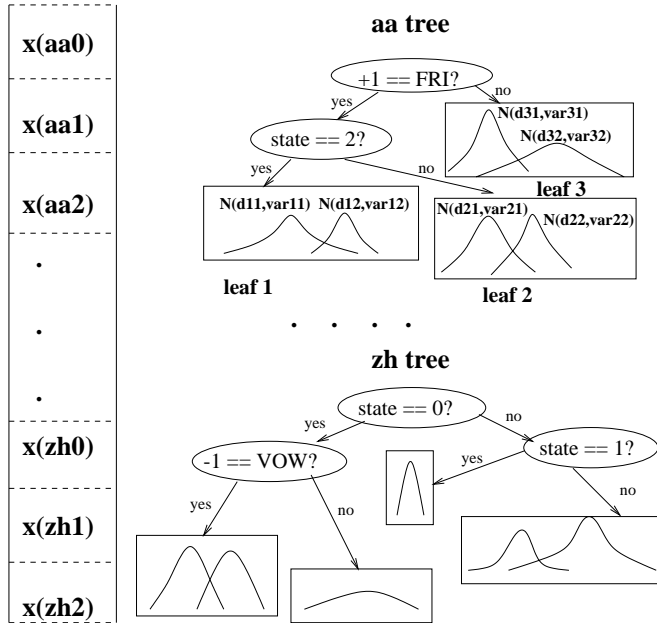 x(aa0)
x(aa1)
x(aa2)
.
.
.
x(zh0)
x(zh1)
x(zh2)
aa tree
+1 == FRI?
yes
no
state == 2?
N(d31,var31)
N(d32,var32)
leaf 3
yes
no
N(d11,var11)
N(d12,var12)
leaf 1
N(d21,var21)
N(d22,var22)
leaf 2
. . . .
zh tree
state == 0?
yes
no
-1 == VOW?
state == 1?
yes
no
yes
no